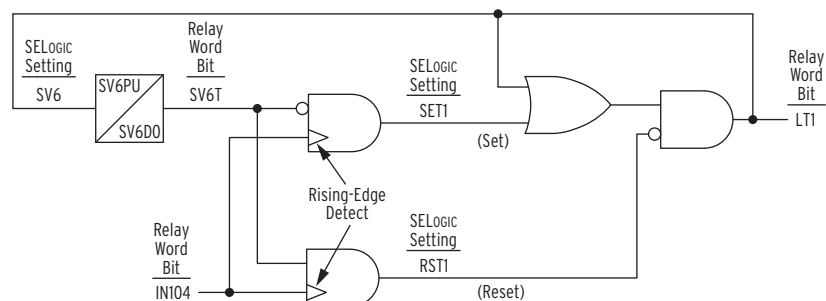 SELOGIC
Setting
SV6
SV6PU
SV6DO
Relay
Word
Bit
SV6T
SELOGIC
Setting
SET1
(Set)
Relay
Word
Bit
LT1
Rising-Edge
Detect
Relay
Word
Bit
IN104
SELOGIC
Setting
RST1
(Reset)